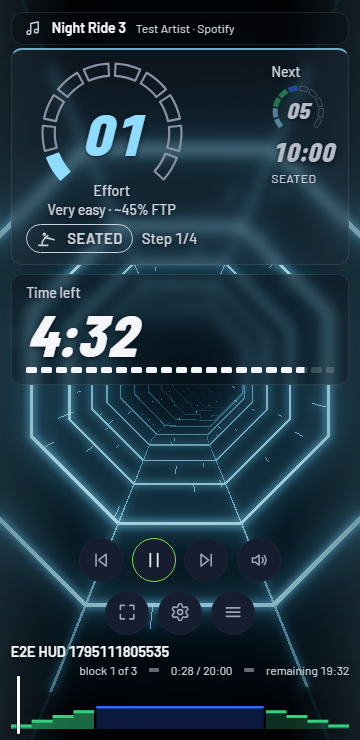 Night Ride 3 Test Artist · Spotify
01
Effort
Very easy · ~45% FTP
SEATED Step 1/4
Next
05
10:00
SEATED
Time left
4:32
E2E HUD 1795111805535
block 1 of 3 0:28 / 20:00 remaining 19:32